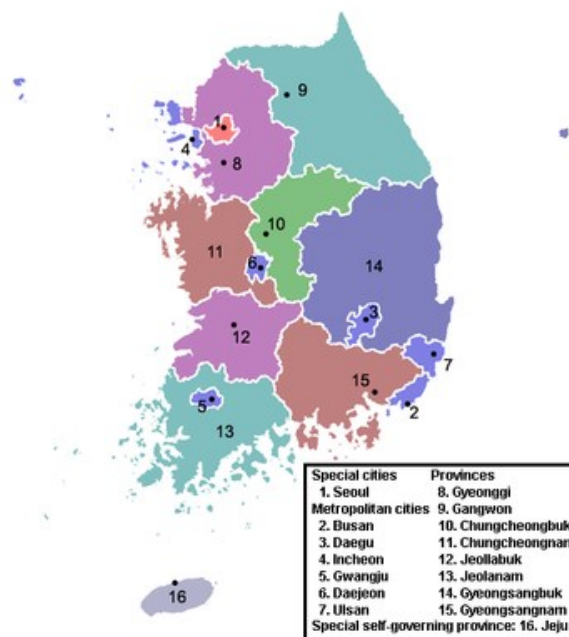 9
1
4
8
10
11
6
14
3
12
7
15
5
2
13
16
Special cities Provinces
1. Seoul 8. Gyeonggi
Metropolitan cities 9. Gangwon
2. Busan 10. Chungcheongbuk
3. Daegu 11. Chungcheongnam
4. Incheon 12. Jeollabuk
5. Gwangju 13. Jeolanam
6. Daejeon 14. Gyeongsangbuk
7. Ulsan 15. Gyeongsangnam
Special self-governing province: 16. Jeju